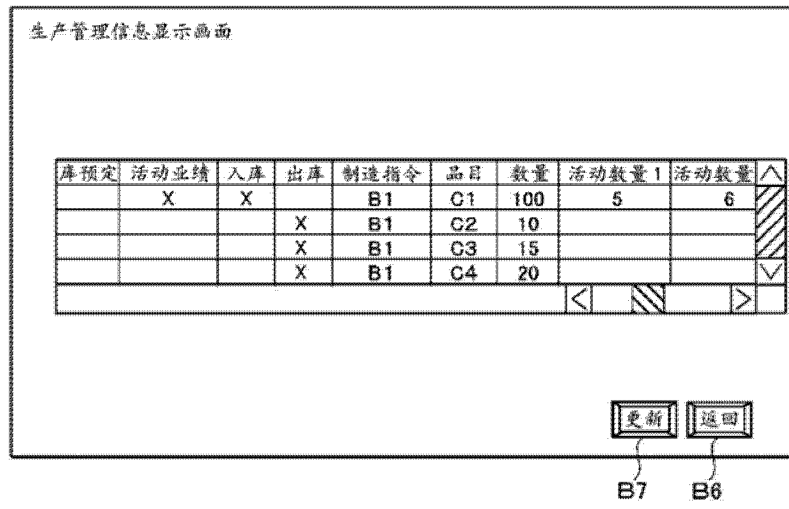 生产管理信息显示画面
库预定 活动业绩 入库 出库 制造指令 品目 数量 活动数量1 活动数量
X X B1 C1 100 5 6
X B1 C2 10
X B1 C3 15
X B1 C4 20
更新 返回
B7 B6